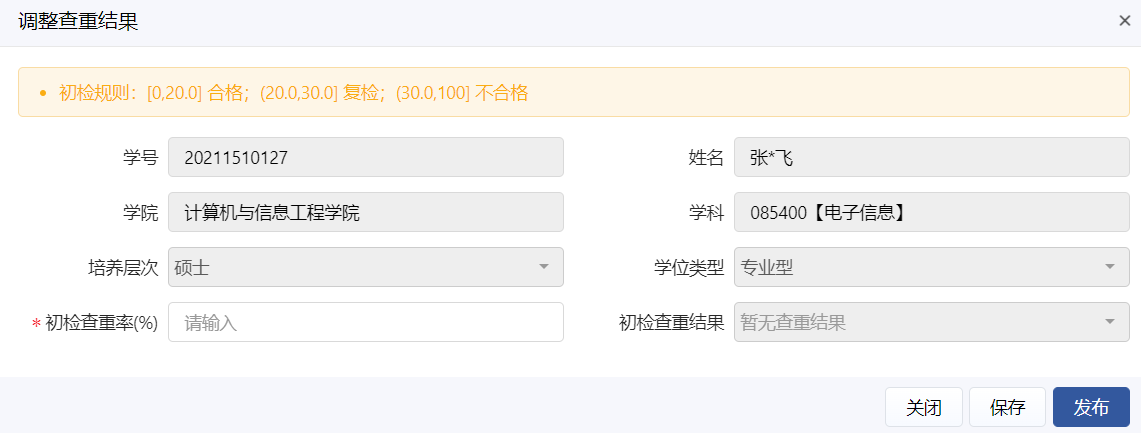 调整查重结果 ×
初检规则：[0,20.0] 合格；(20.0,30.0] 复检；(30.0,100] 不合格
学号 20211510127 姓名 张*飞
学院 计算机与信息工程学院 学科 085400【电子信息】
培养层次 硕士 学位类型 专业型
* 初检查重率(%) 请输入 初检查重结果 暂无查重结果
关闭 保存 发布